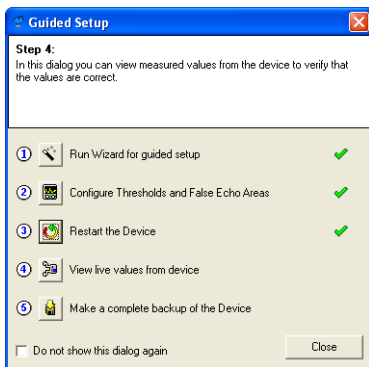 Guided Setup
Step 4:
In this dialog you can view measured values from the device to verify that
the values are correct.
1 Run Wizard for guided setup
2 Configure Thresholds and False Echo Areas
3 Restart the Device
4 View live values from device
5 Make a complete backup of the Device
Do not show this dialog again
Close